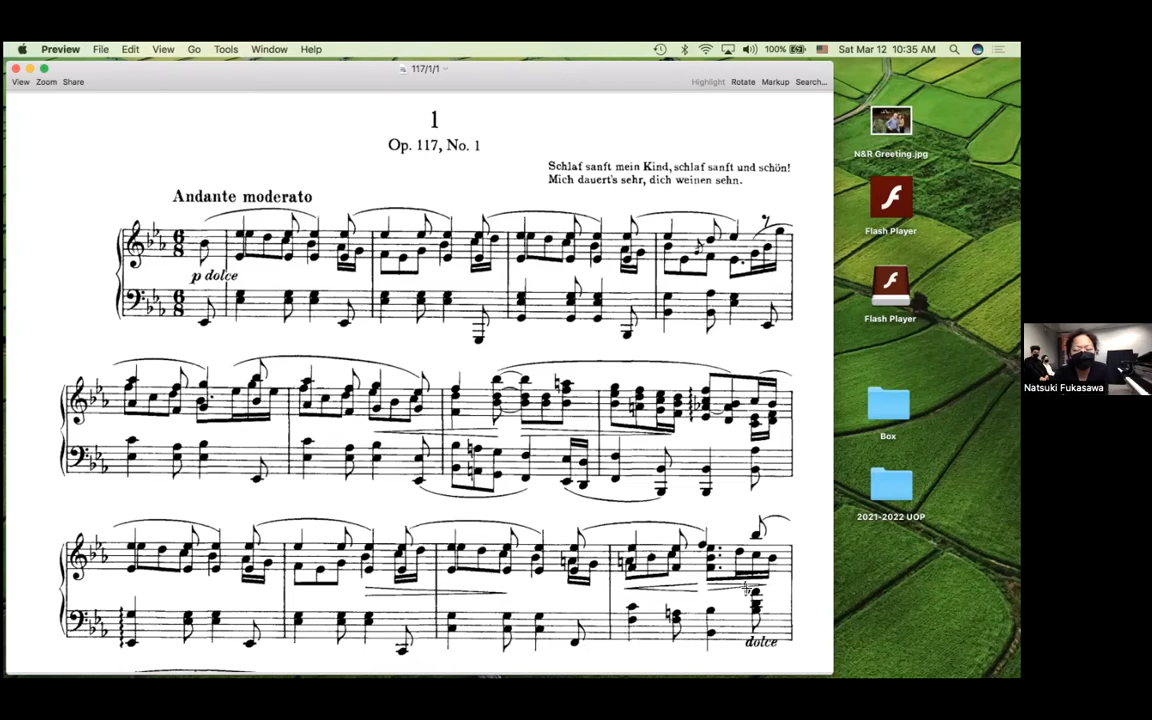 Preview File Edit View Go Tools Window Help
100% Sat Mar 12 10:35 AM
117/1/1
View Zoom Share
Highlight Rotate Markup Search...
1
Op. 117, No. 1
Schlaf sanft mein Kind, schlaf sanft und schön!
Mich dauert's sehr, dich weinen sehn.
Andante moderato
p dolce
dolce
N&R Greeting.jpg
Flash Player
Flash Player
Box
2021-2022 UOP
Natsuki Fukasawa